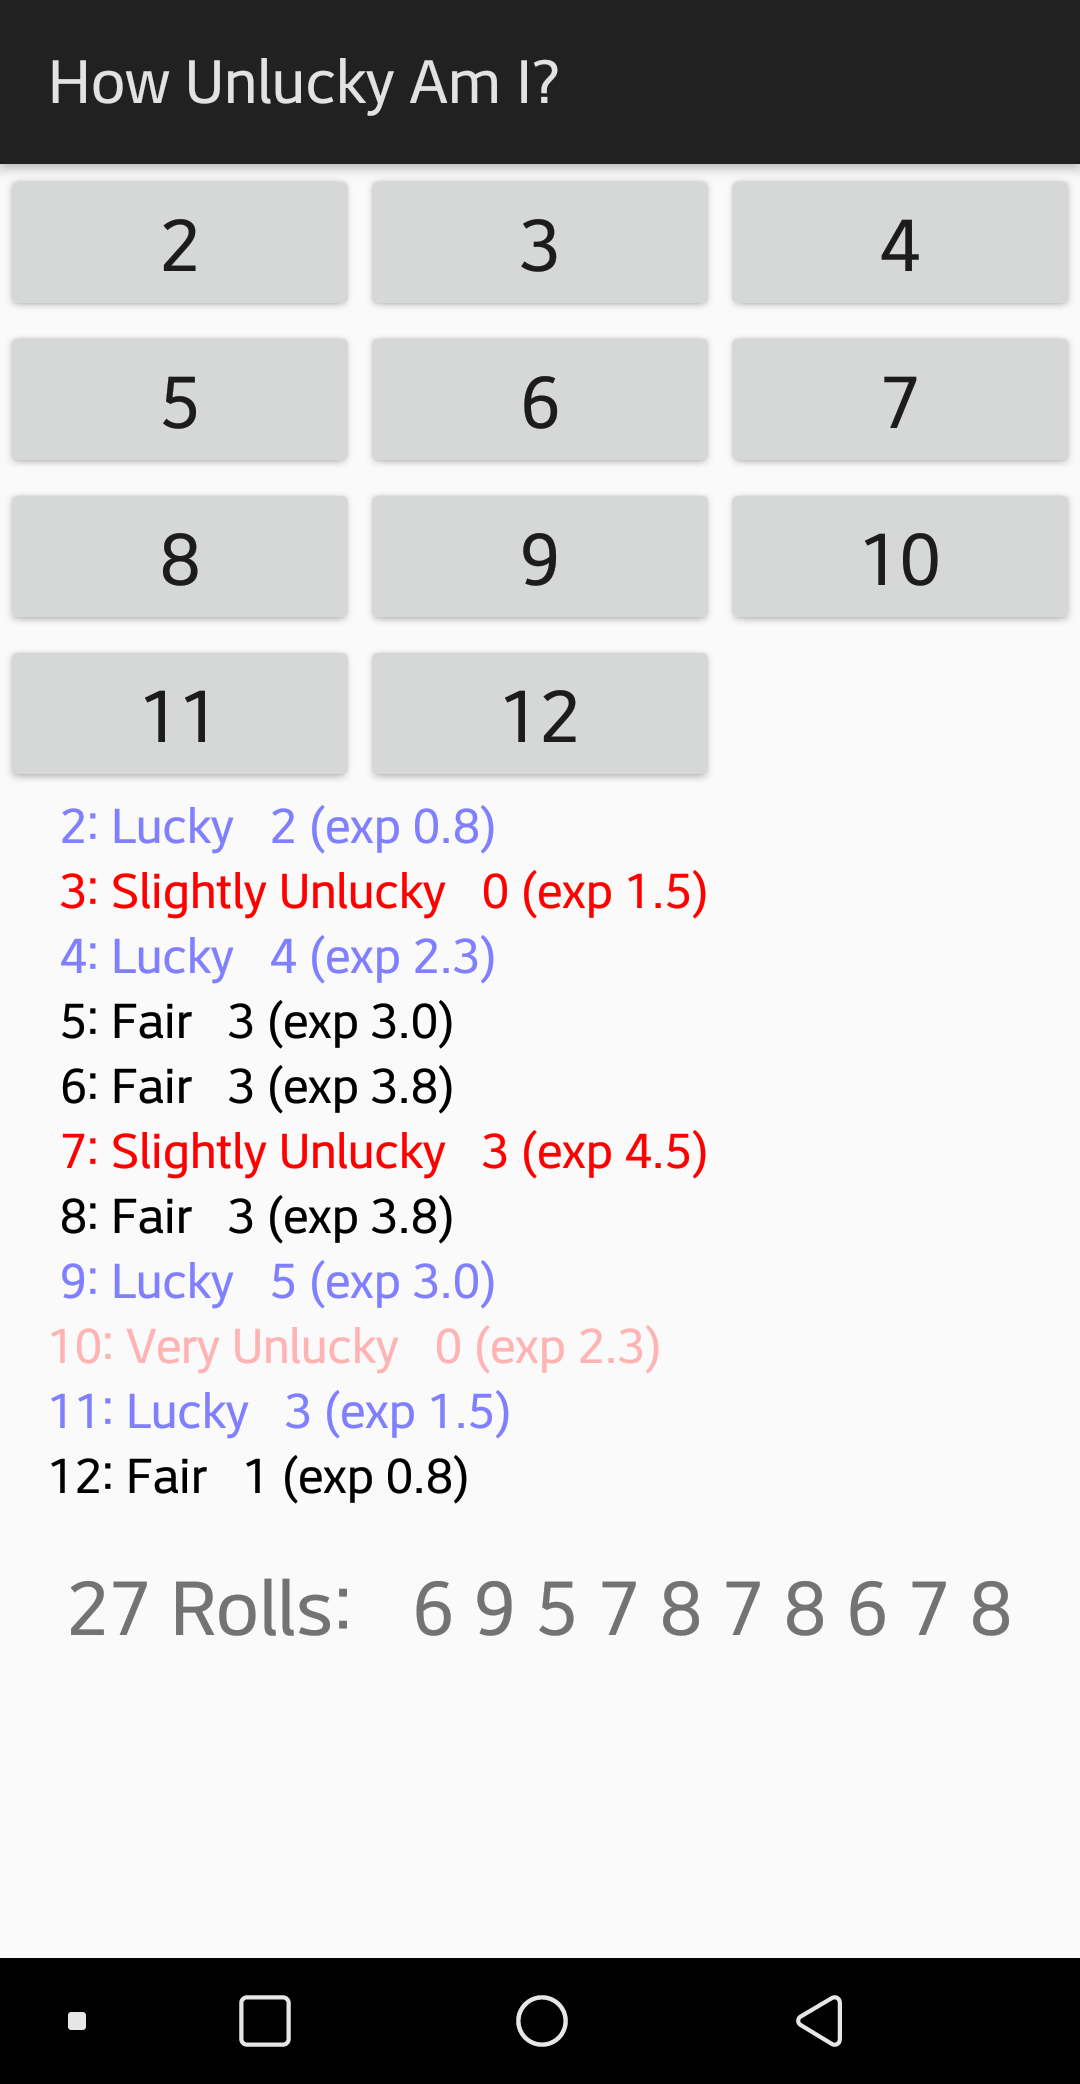 How Unlucky Am I?
2 3 4
5 6 7
8 9 10
11 12
2: Lucky 2 (exp 0.8)
3: Slightly Unlucky 0 (exp 1.5)
4: Lucky 4 (exp 2.3)
5: Fair 3 (exp 3.0)
6: Fair 3 (exp 3.8)
7: Slightly Unlucky 3 (exp 4.5)
8: Fair 3 (exp 3.8)
9: Lucky 5 (exp 3.0)
10: Very Unlucky 0 (exp 2.3)
11: Lucky 3 (exp 1.5)
12: Fair 1 (exp 0.8)
27 Rolls: 6 9 5 7 8 7 8 6 7 8